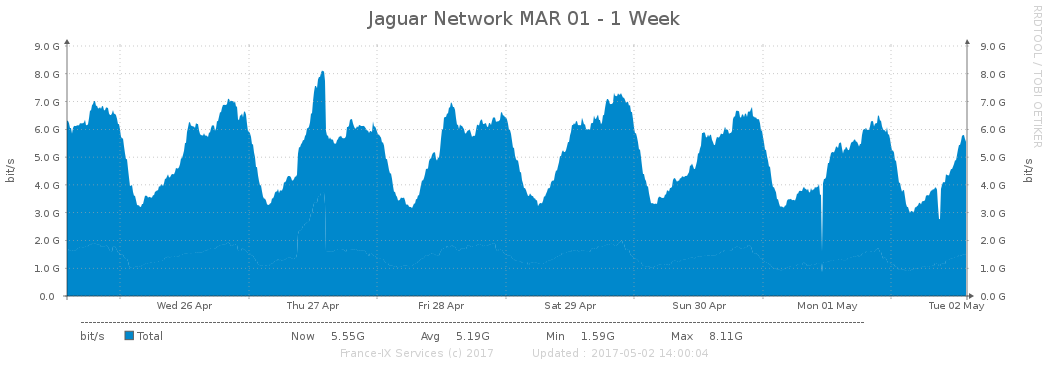 Jaguar Network MAR 01 - 1 Week
RRDTOOL / TOBI OETIKER
bit/s
9.0 G
8.0 G
7.0 G
6.0 G
5.0 G
4.0 G
3.0 G
2.0 G
1.0 G
0.0
9.0 G
8.0 G
7.0 G
6.0 G
5.0 G
4.0 G
3.0 G
2.0 G
1.0 G
0.0 G
bit/s
Wed 26 Apr Thu 27 Apr Fri 28 Apr Sat 29 Apr Sun 30 Apr Mon 01 May Tue 02 May
bit/s Total Now 5.55G Avg 5.19G Min 1.59G Max 8.11G
France-IX Services (c) 2017 Updated : 2017-05-02 14:00:04